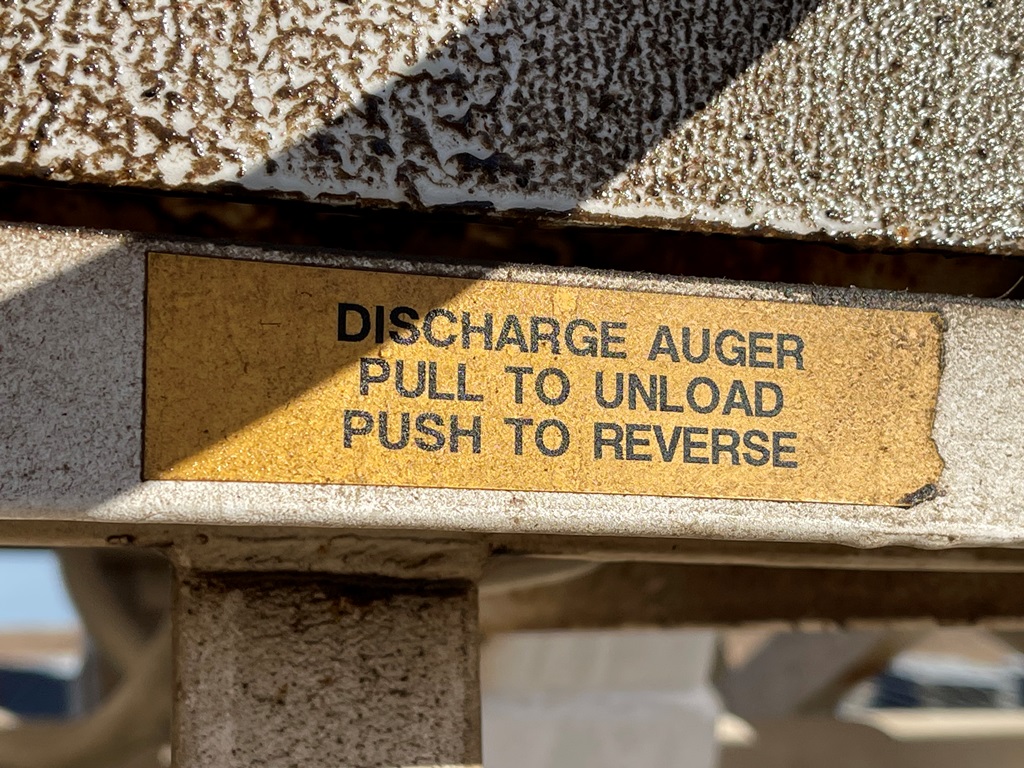 DISCHARGE AUGER
PULL TO UNLOAD
PUSH TO REVERSE